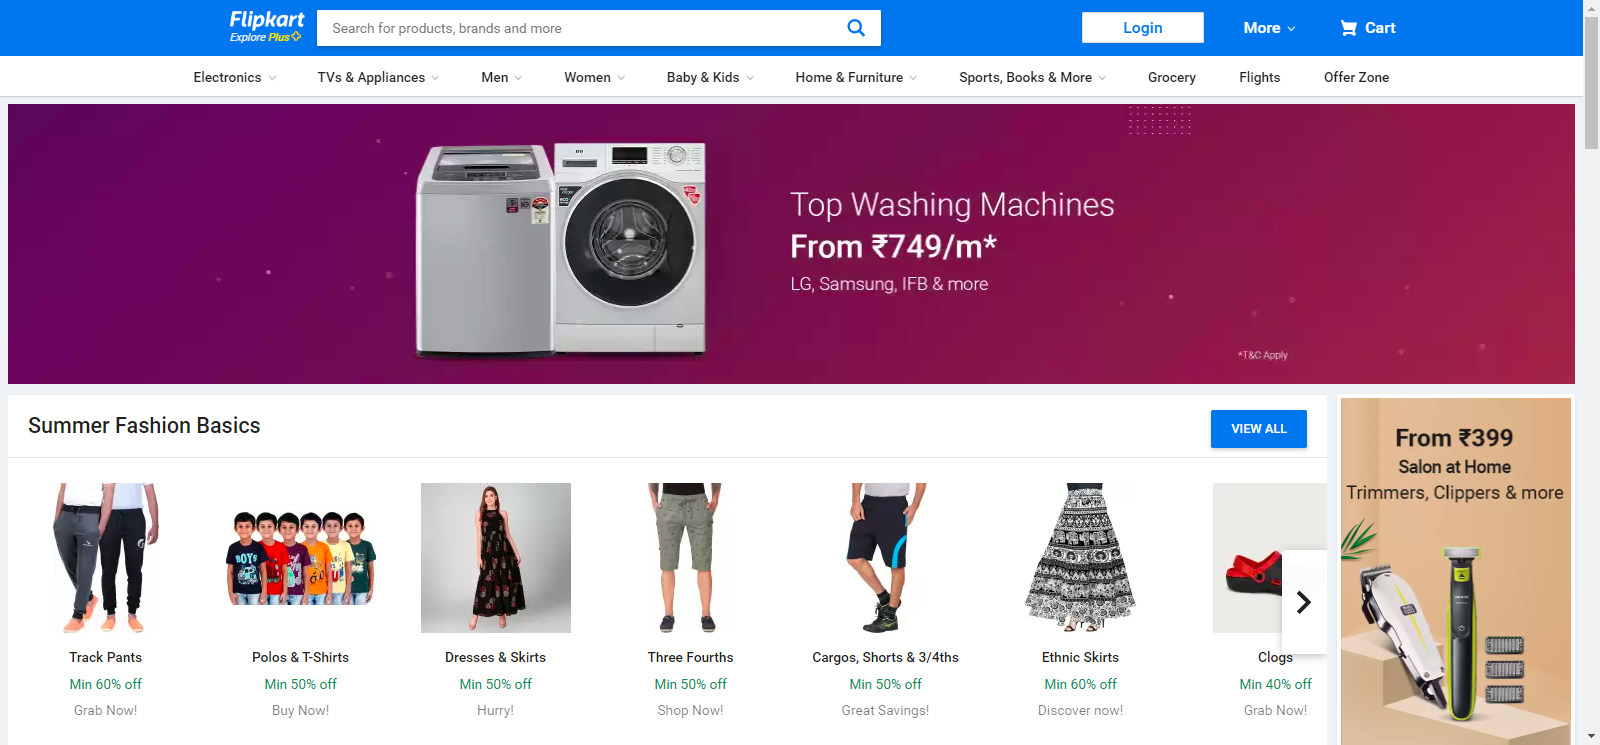 Flipkart
Explore Plus
Search for products, brands and more
Login
More
Cart
Electronics
TVs & Appliances
Men
Women
Baby & Kids
Home & Furniture
Sports, Books & More
Grocery
Flights
Offer Zone
Top Washing Machines
From ₹749/m*
LG, Samsung, IFB & more
*T&C Apply
Summer Fashion Basics
VIEW ALL
Track Pants
Min 60% off
Grab Now!
Polos & T-Shirts
Min 50% off
Buy Now!
Dresses & Skirts
Min 50% off
Hurry!
Three Fourths
Min 50% off
Shop Now!
Cargos, Shorts & 3/4ths
Min 50% off
Great Savings!
Ethnic Skirts
Min 60% off
Discover now!
Clogs
Min 40% off
Grab Now!
From ₹399
Salon at Home
Trimmers, Clippers & more